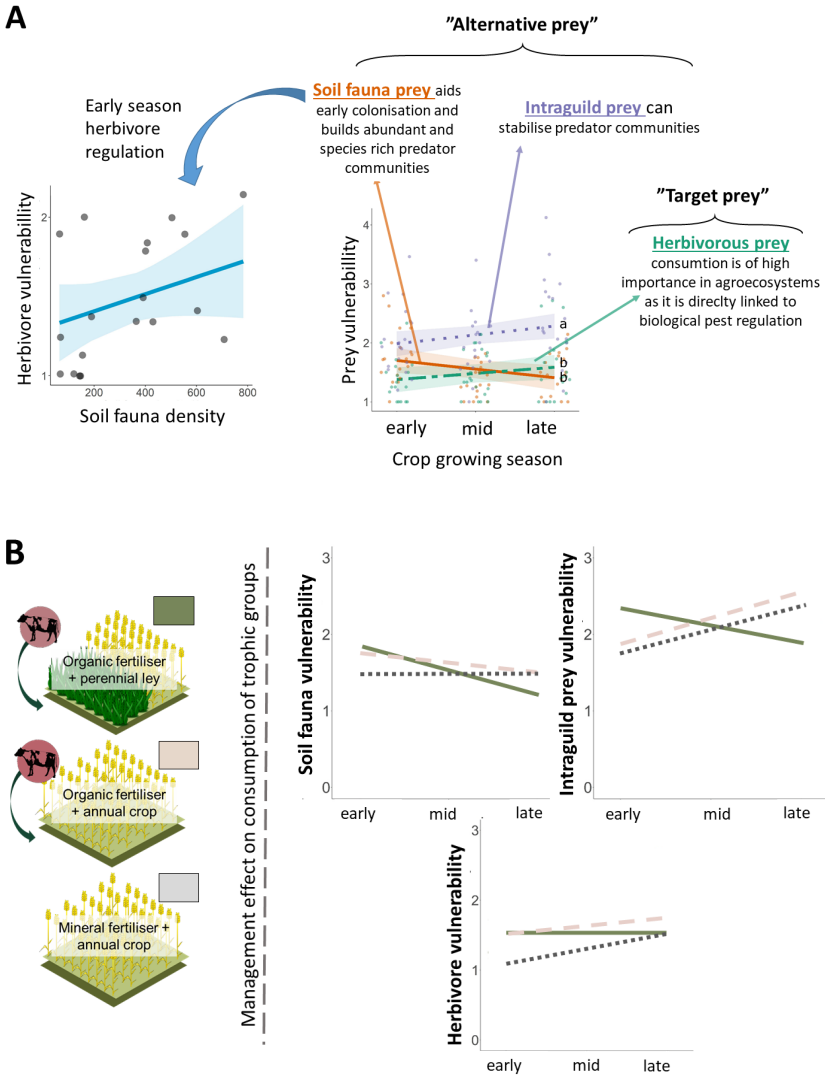 A
"Alternative prey"
Soil fauna prey aids
early colonisation and
builds abundant and
species rich predator
communities
Early season
herbivore
regulation
Intraguild prey can
stabilise predator communities
"Target prey"
Herbivorous prey
consumtion is of high
importance in agroecosystems
as it is direclty linked to
biological pest regulation
Herbivore vulnerabillity
2
1
200
400
600
800
Soil fauna density
Prey vulnerabillity
4
3
2
1
a
b
b
early
mid
late
Crop growing season
B
Organic fertiliser
+ perennial ley
Organic fertiliser
+ annual crop
Mineral fertiliser +
annual crop
Management effect on consumption of trophic groups
Soil fauna vulnerability
3
2
1
0
early
mid
late
Intraguild prey vulnerability
3
2
1
0
early
mid
late
Herbivore vulnerability
3
2
1
0
early
mid
late